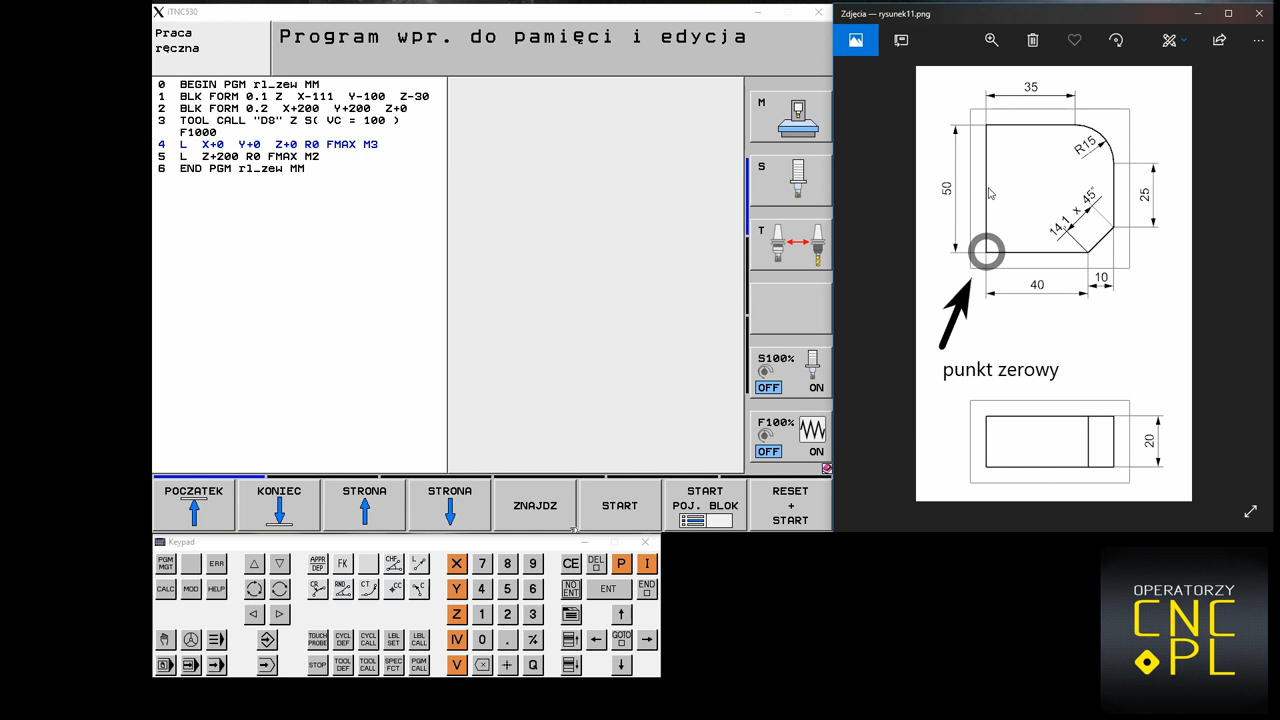 iTNC530
Praca
ręczna
Program wpr. do pamięci i edycja
0 BEGIN PGM rl_zew MM
1 BLK FORM 0.1 Z X-111 Y-100 Z-30
2 BLK FORM 0.2 X+200 Y+200 Z+0
3 TOOL CALL "D8" Z S( VC = 100 )
F1000
4 L X+0 Y+0 Z+0 R0 FMAX M3
5 L Z+200 R0 FMAX M2
6 END PGM rl_zew MM
M
S
T
S100%
OFF ON
F100%
OFF ON
POCZATEK
KONIEC
STRONA
STRONA
ZNAJDZ
START
START
POJ. BLOK
RESET
+
START
Keypad
PGM MGT ERR APPR DEP FK CHF L X 7 8 9 CE DEL P I
CALC MOD HELP CR RND CT CC C Y 4 5 6 NO ENT ENT END
Z 1 2 3
TOUCH PROBE CYCL DEF CYCL CALL LBL SET LBL CALL IV 0 . GOTO
STOP TOOL DEF TOOL CALL SPEC FCT PGM CALL V + Q
Zdjęcia — rysunek11.png
35
R15
50
25
14,1 x 45°
10
40
punkt zerowy
20
OPERATORZY
CNC
PL